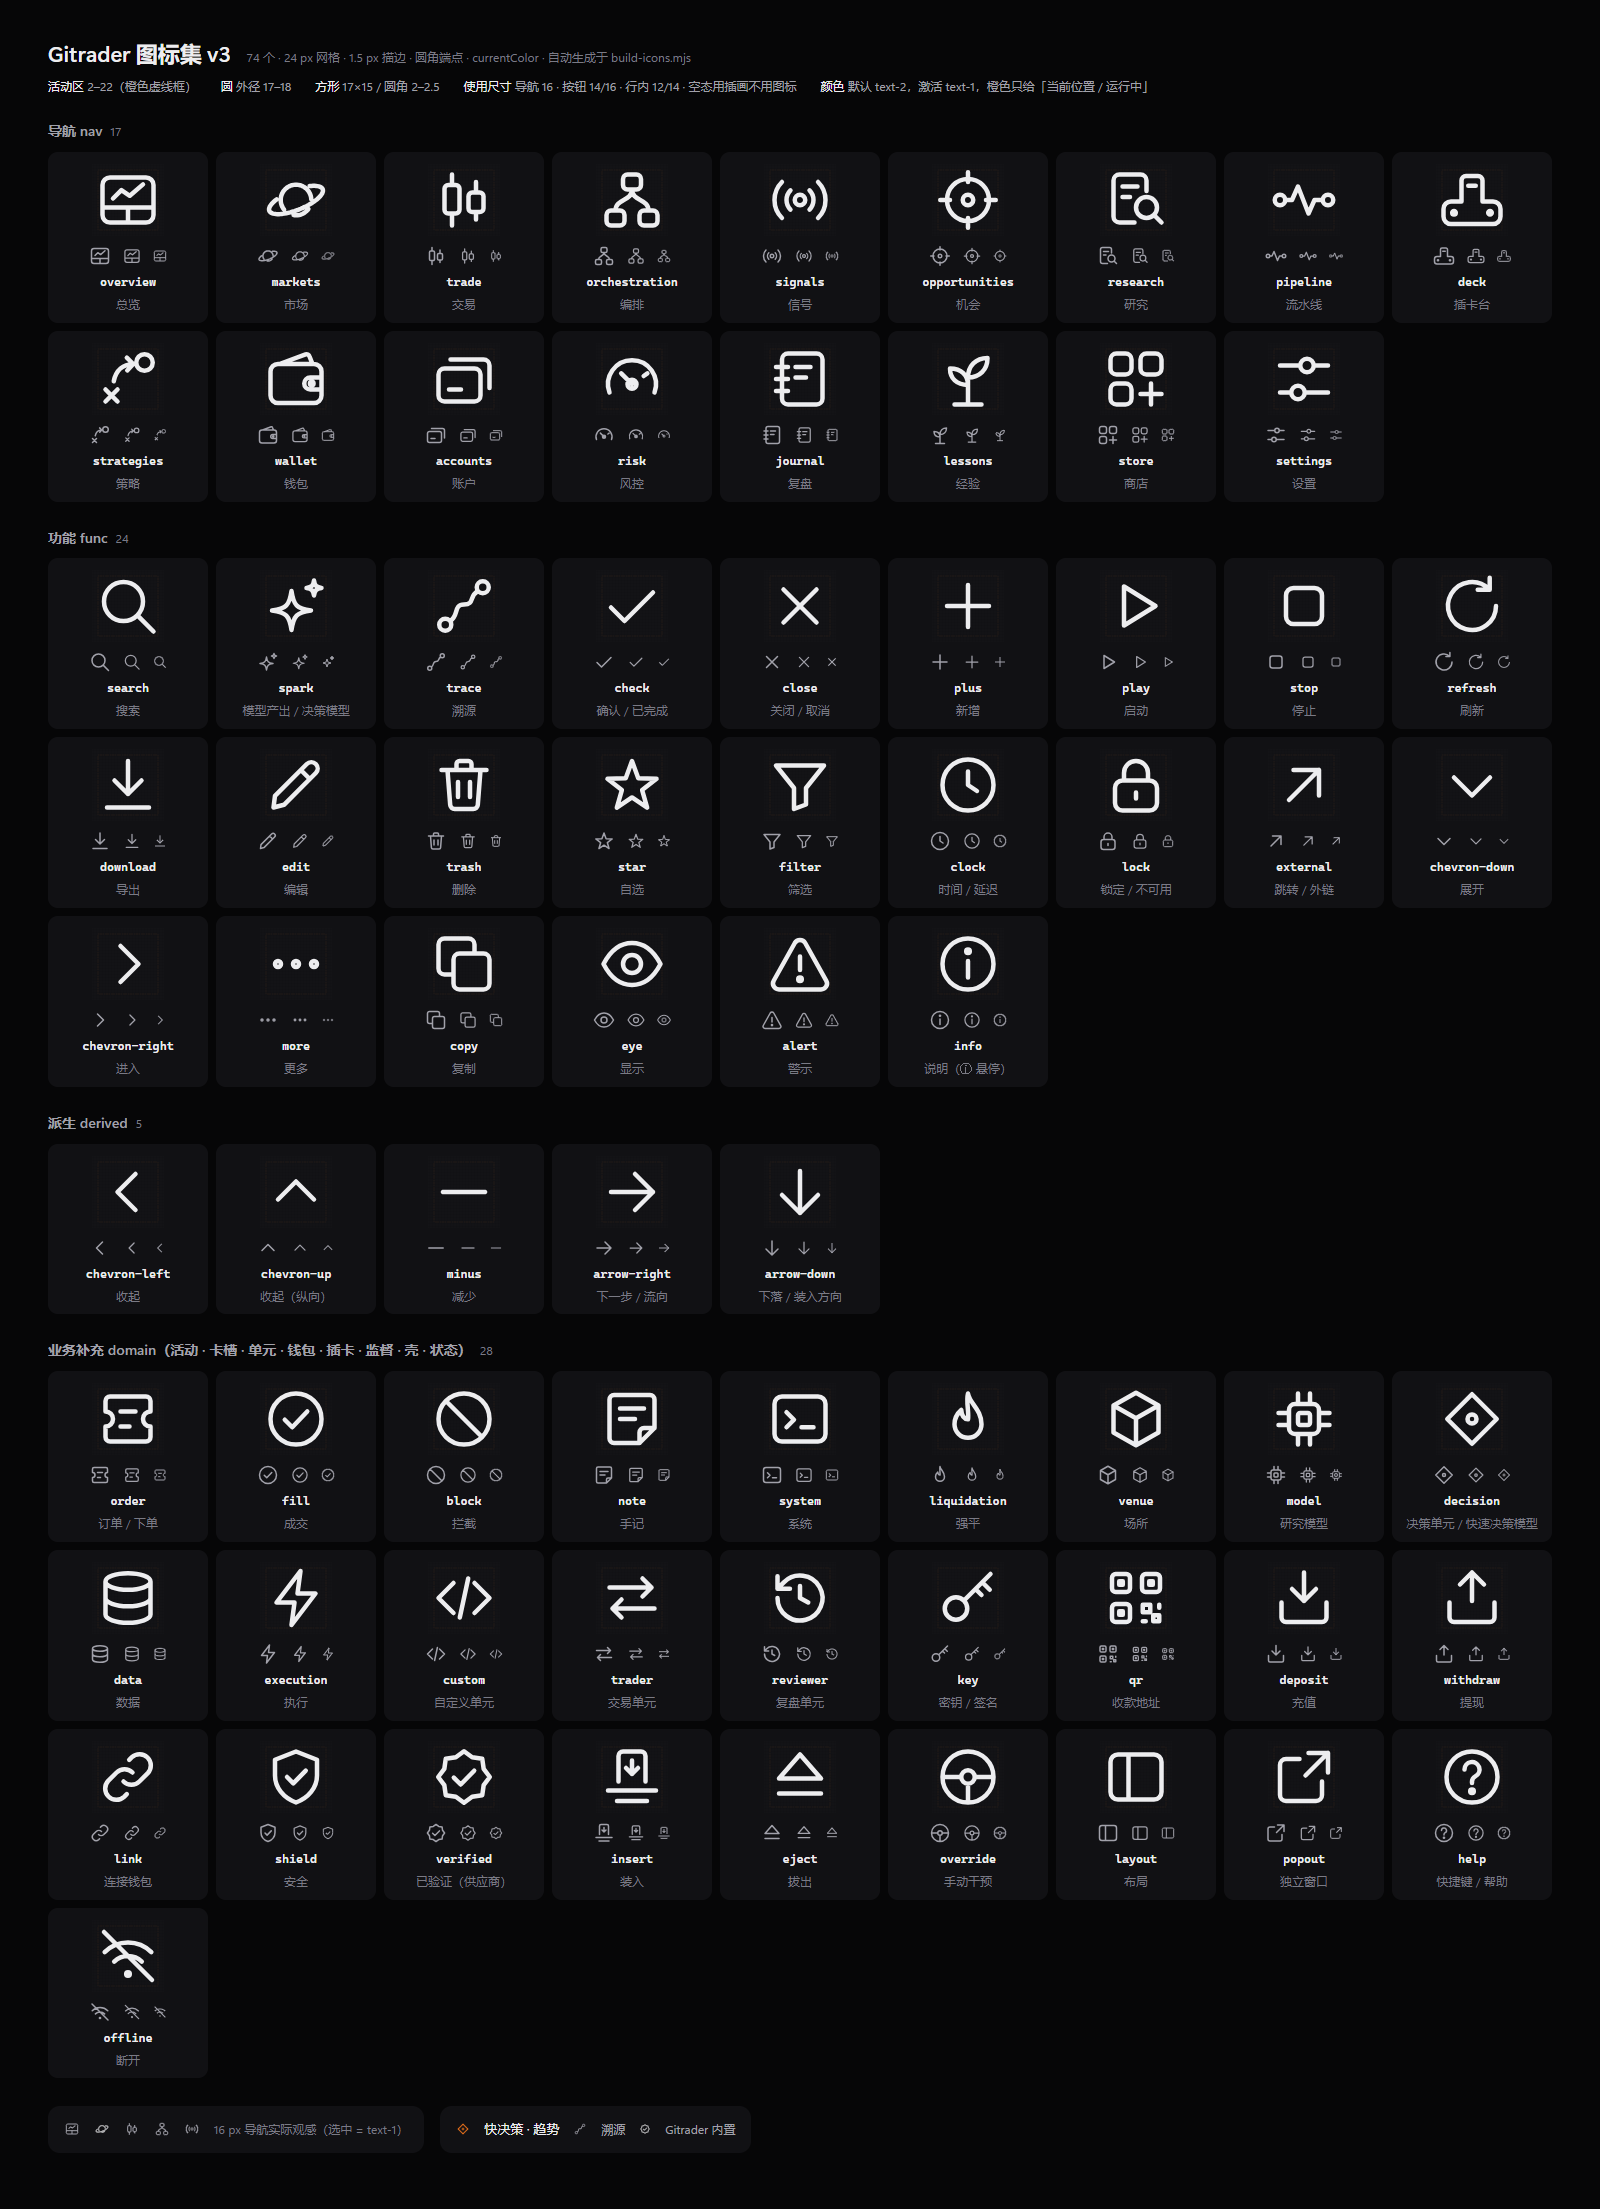 Gitrader 图标集 v3 74 个 · 24 px 网格 · 1.5 px 描边 · 圆角端点 · currentColor · 自动生成于 build-icons.mjs
活动区 2–22（橙色虚线框） 圆 外径 17–18 方形 17×15 / 圆角 2–2.5 使用尺寸 导航 16 · 按钮 14/16 · 行内 12/14 · 空态用插画不用图标 颜色 默认 text-2，激活 text-1，橙色只给「当前位置 / 运行中」
导航 nav 17
overview markets trade orchestration signals opportunities research pipeline deck
总览 市场 交易 编排 信号 机会 研究 流水线 插卡台
strategies wallet accounts risk journal lessons store settings
策略 钱包 账户 风控 复盘 经验 商店 设置
功能 func 24
search spark trace check close plus play stop refresh
搜索 模型产出 / 决策模型 溯源 确认 / 已完成 关闭 / 取消 新增 启动 停止 刷新
download edit trash star filter clock lock external chevron-down
导出 编辑 删除 自选 筛选 时间 / 延迟 锁定 / 不可用 跳转 / 外链 展开
chevron-right more copy eye alert info
进入 更多 复制 显示 警示 说明（ⓘ 悬停）
派生 derived 5
chevron-left chevron-up minus arrow-right arrow-down
收起 收起（纵向） 减少 下一步 / 流向 下落 / 装入方向
业务补充 domain（活动 · 卡槽 · 单元 · 钱包 · 插卡 · 监督 · 壳 · 状态） 28
order fill block note system liquidation venue model decision
订单 / 下单 成交 拦截 手记 系统 强平 场所 研究模型 决策单元 / 快速决策模型
data execution custom trader reviewer key qr deposit withdraw
数据 执行 自定义单元 交易单元 复盘单元 密钥 / 签名 收款地址 充值 提现
link shield verified insert eject override layout popout help
连接钱包 安全 已验证（供应商） 装入 拔出 手动干预 布局 独立窗口 快捷键 / 帮助
offline
断开
16 px 导航实际观感（选中 = text-1） 快决策 · 趋势 溯源 Gitrader 内置